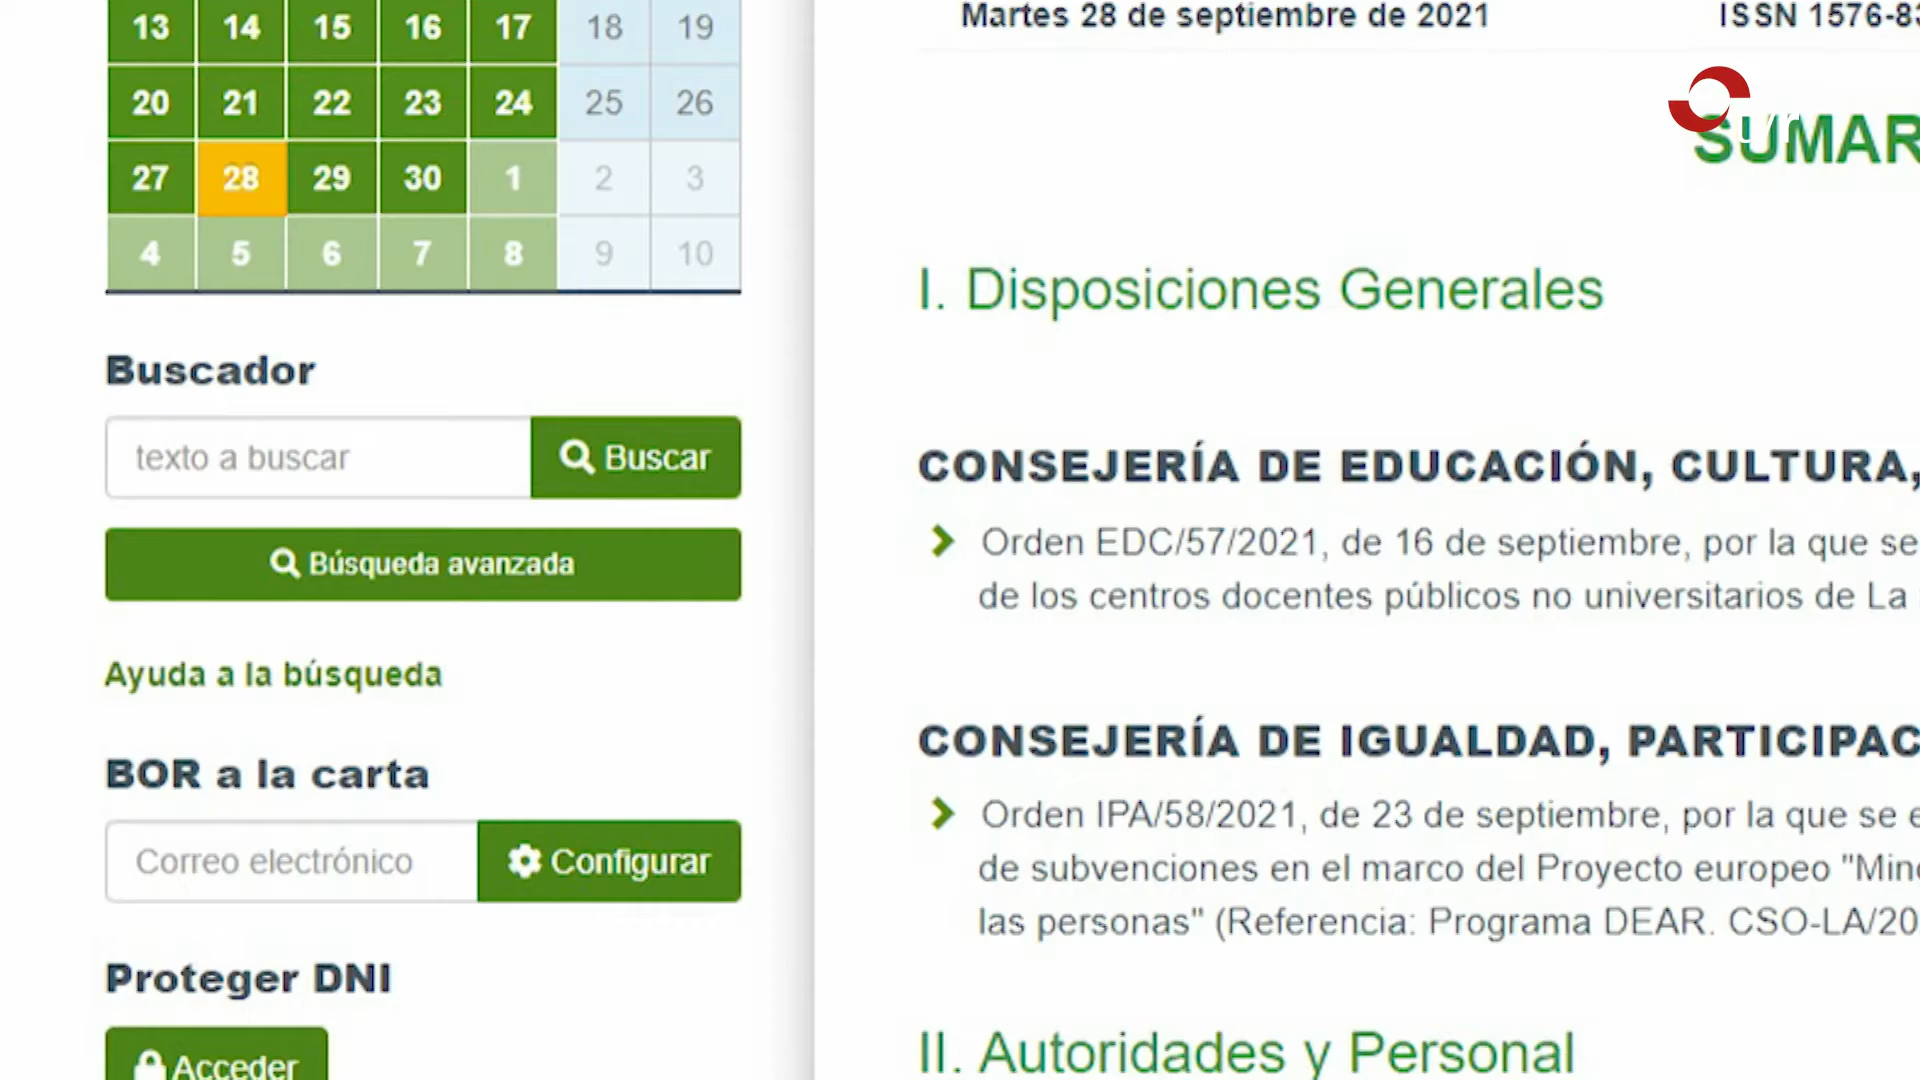 13 14 15 16 17 18 19
20 21 22 23 24 25 26
27 28 29 30 1 2 3
4 5 6 7 8 9 10
Buscador
texto a buscar
Buscar
Búsqueda avanzada
Ayuda a la búsqueda
BOR a la carta
Correo electrónico
Configurar
Proteger DNI
Acceder
Martes 28 de septiembre de 2021
ISSN 1576-83
SUMAR
I. Disposiciones Generales
CONSEJERÍA DE EDUCACIÓN, CULTURA,
Orden EDC/57/2021, de 16 de septiembre, por la que se
de los centros docentes públicos no universitarios de La
CONSEJERÍA DE IGUALDAD, PARTICIPAC
Orden IPA/58/2021, de 23 de septiembre, por la que se e
de subvenciones en el marco del Proyecto europeo "Min
las personas" (Referencia: Programa DEAR. CSO-LA/20
II. Autoridades y Personal